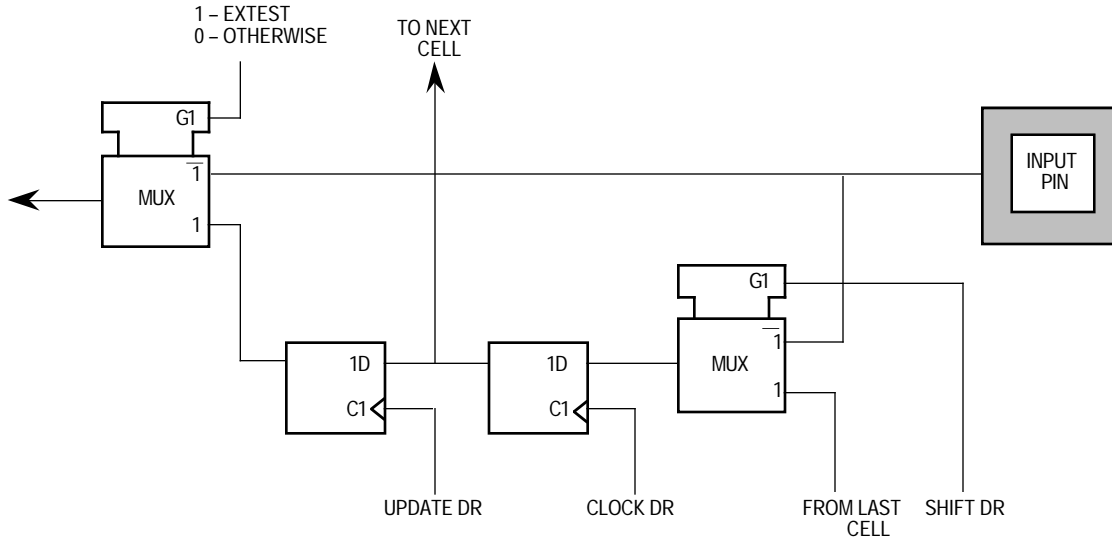 1 – EXTEST
0 – OTHERWISE
TO NEXT
CELL
G1
1
MUX
1
INPUT
PIN
G1
1
MUX
1
1D
C1
1D
C1
UPDATE DR
CLOCK DR
FROM LAST
CELL
SHIFT DR